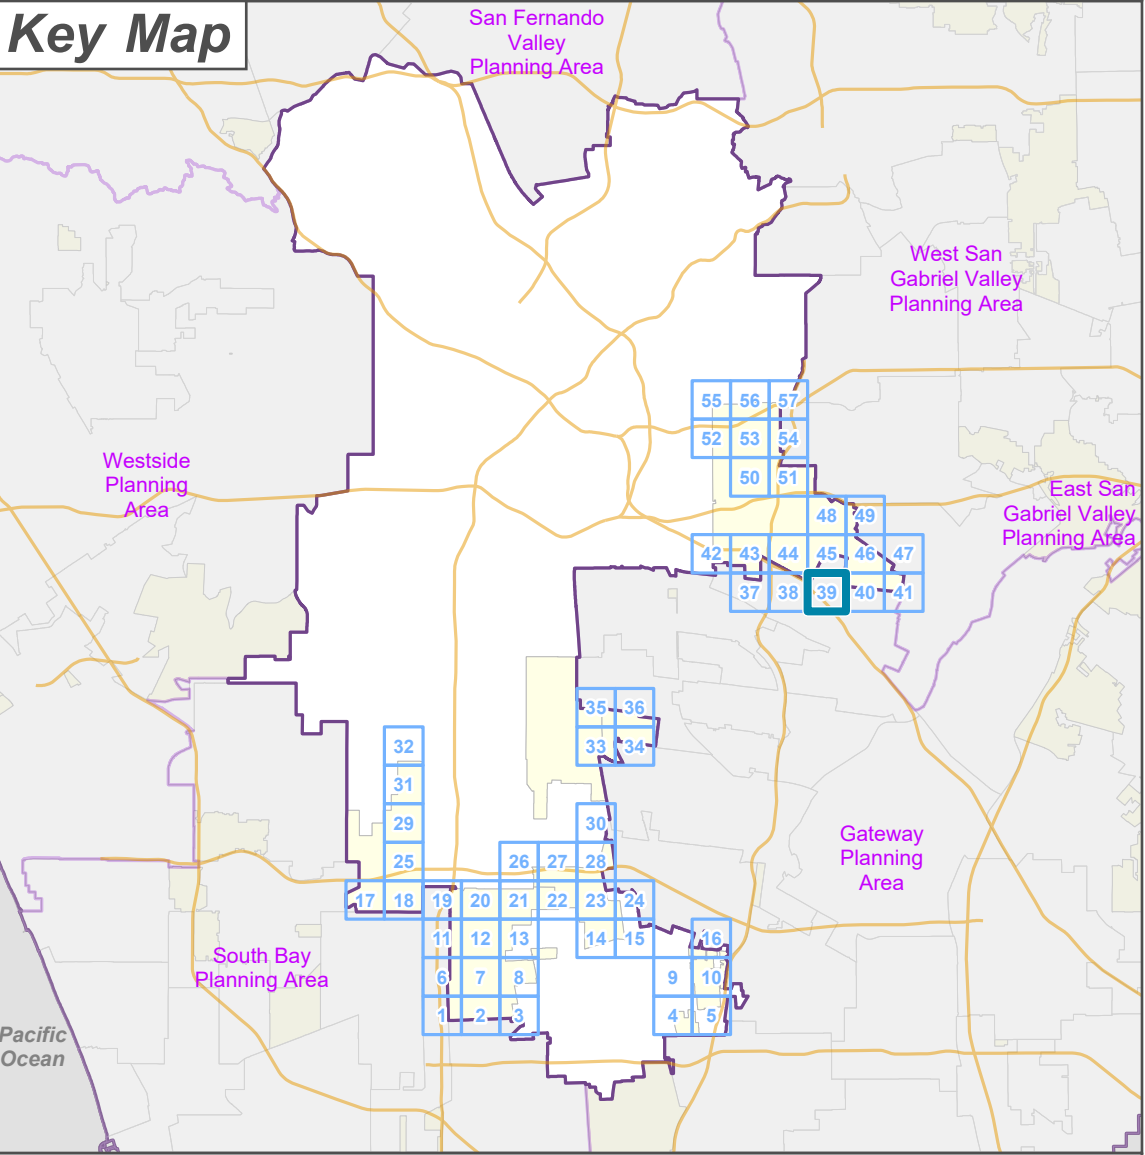 Key Map
San Fernando
Valley
Planning Area
West San
Gabriel Valley
Planning Area
55 56 57
52 53 54
Westside
Planning
Area
50 51
East San
Gabriel Valley
Planning Area
48 49
42 43 44 45 46 47
37 38 39 40 41
35 36
33 34
32
31
29
30
Gateway
Planning
Area
25
26 27 28
17 18 19 20 21 22 23 24
11 12 13 14 15 16
South Bay
Planning Area
6 7 8 9 10
1 2 3 4 5
Pacific
Ocean